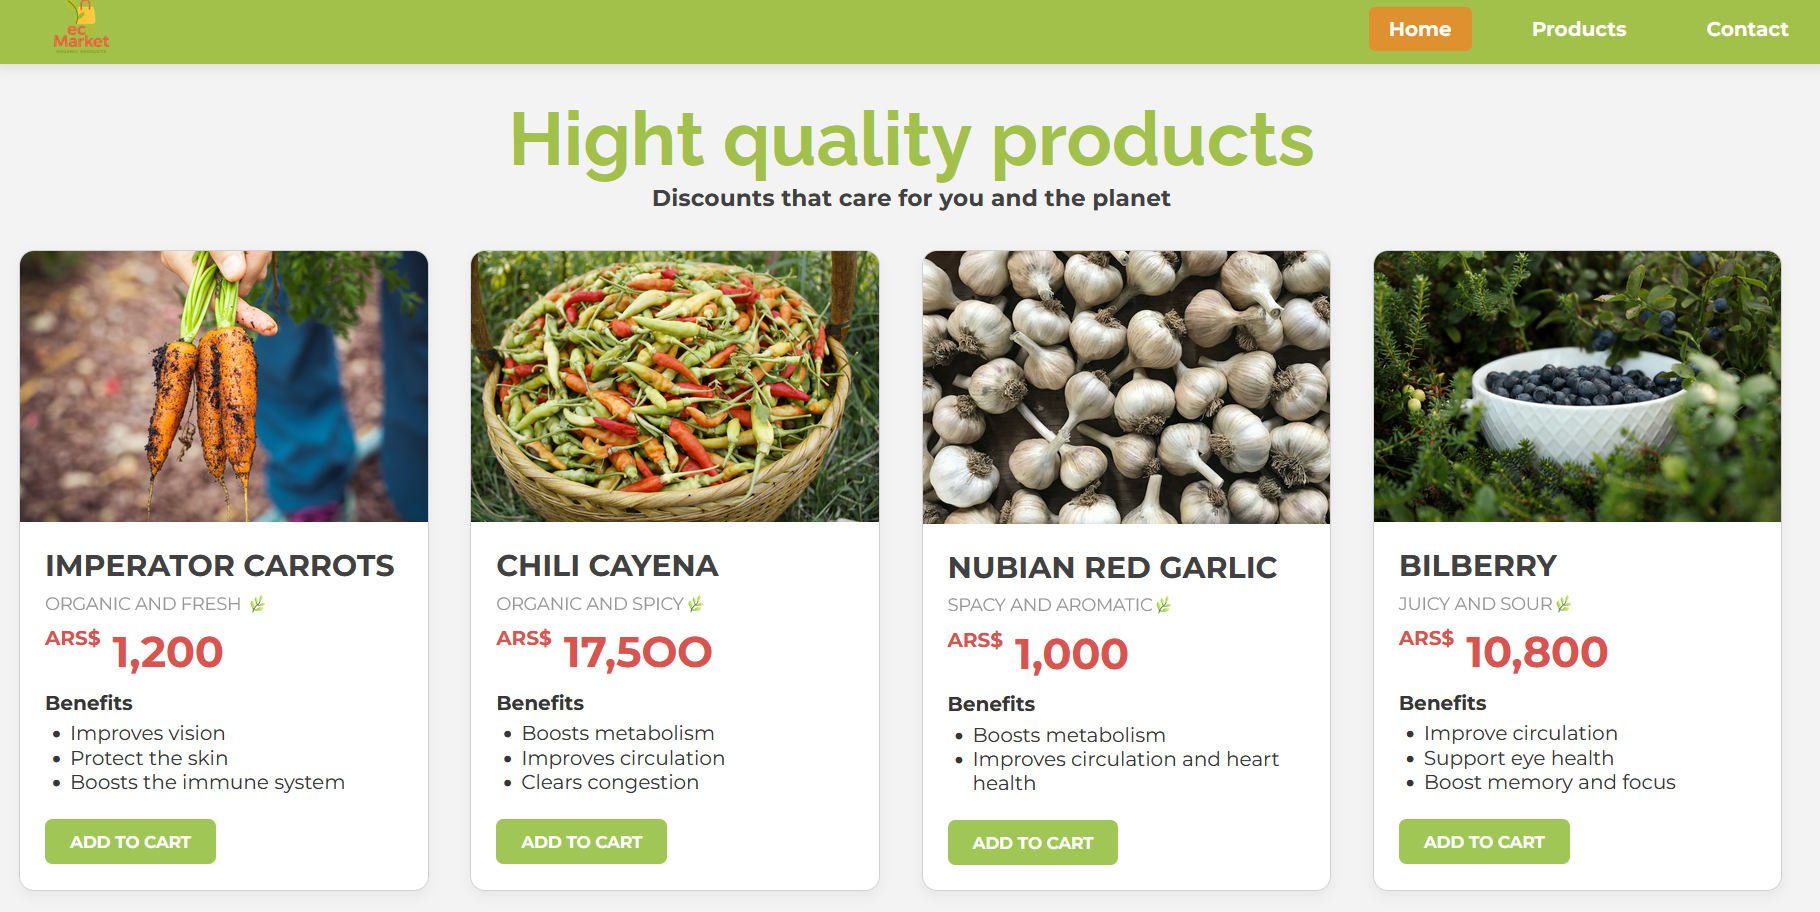 ec
Market
ORGANIC PRODUCTS
Home
Products
Contact
Hight quality products
Discounts that care for you and the planet
IMPERATOR CARROTS
ORGANIC AND FRESH
ARS$ 1,200
Benefits
• Improves vision
• Protect the skin
• Boosts the immune system
ADD TO CART
CHILI CAYENA
ORGANIC AND SPICY
ARS$ 17,5OO
Benefits
• Boosts metabolism
• Improves circulation
• Clears congestion
ADD TO CART
NUBIAN RED GARLIC
SPACY AND AROMATIC
ARS$ 1,000
Benefits
• Boosts metabolism
• Improves circulation and heart
health
ADD TO CART
BILBERRY
JUICY AND SOUR
ARS$ 10,800
Benefits
• Improve circulation
• Support eye health
• Boost memory and focus
ADD TO CART